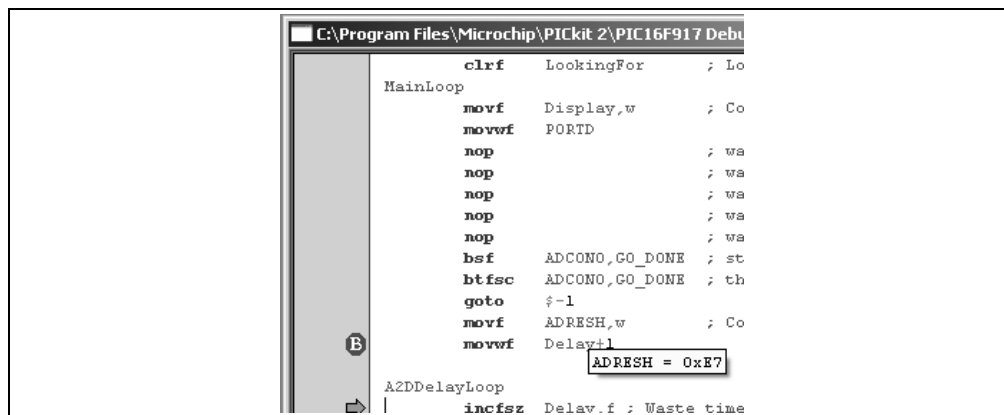 C:\Program Files\Microchip\PICkit 2\PIC16F917 Debu
clrf LookingFor ; Lo
MainLoop
movf Display,w ; Co
movwf PORTD
nop ; wa
nop ; wa
nop ; wa
nop ; wa
nop ; wa
bsf ADCON0,GO_DONE ; st
btfsc ADCON0,GO_DONE ; th
goto $-1
movf ADRESH,w ; Co
B movwf Delay+1
ADRESH = 0xE7
A2DDelayLoop
incfsz Delay,f ; Waste time